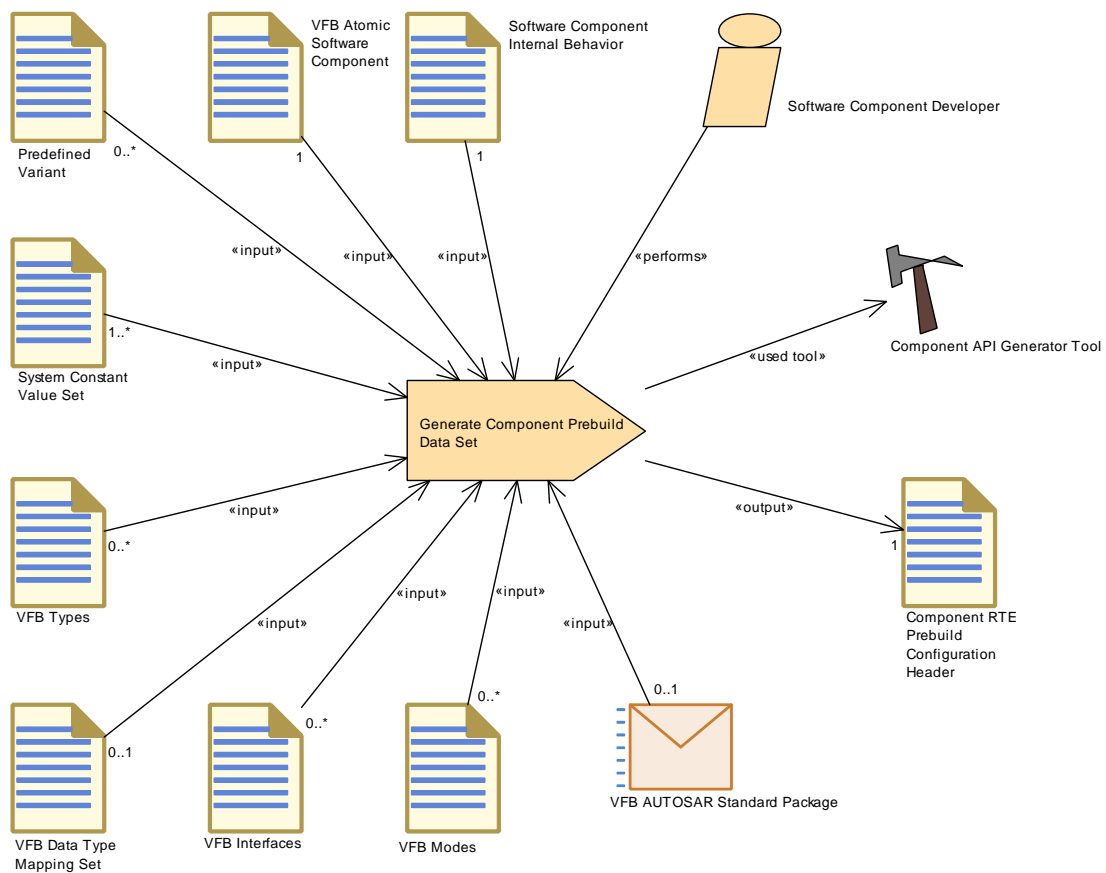 VFB Atomic
Software
Component
Software Component
Internal Behavior
Software Component Developer
Predefined
Variant
0..*
1
1
«input»
«input»
«input»
«performs»
System Constant
Value Set
1..*
«input»
«used tool»
Component API Generator Tool
Generate Component Prebuild
Data Set
VFB Types
0..*
«input»
«output»
1
Component RTE
Prebuild
Configuration
Header
«input»
«input»
«input»
«input»
0..1
0..*
0..*
0..1
VFB Data Type
Mapping Set
VFB Interfaces
VFB Modes
VFB AUTOSAR Standard Package